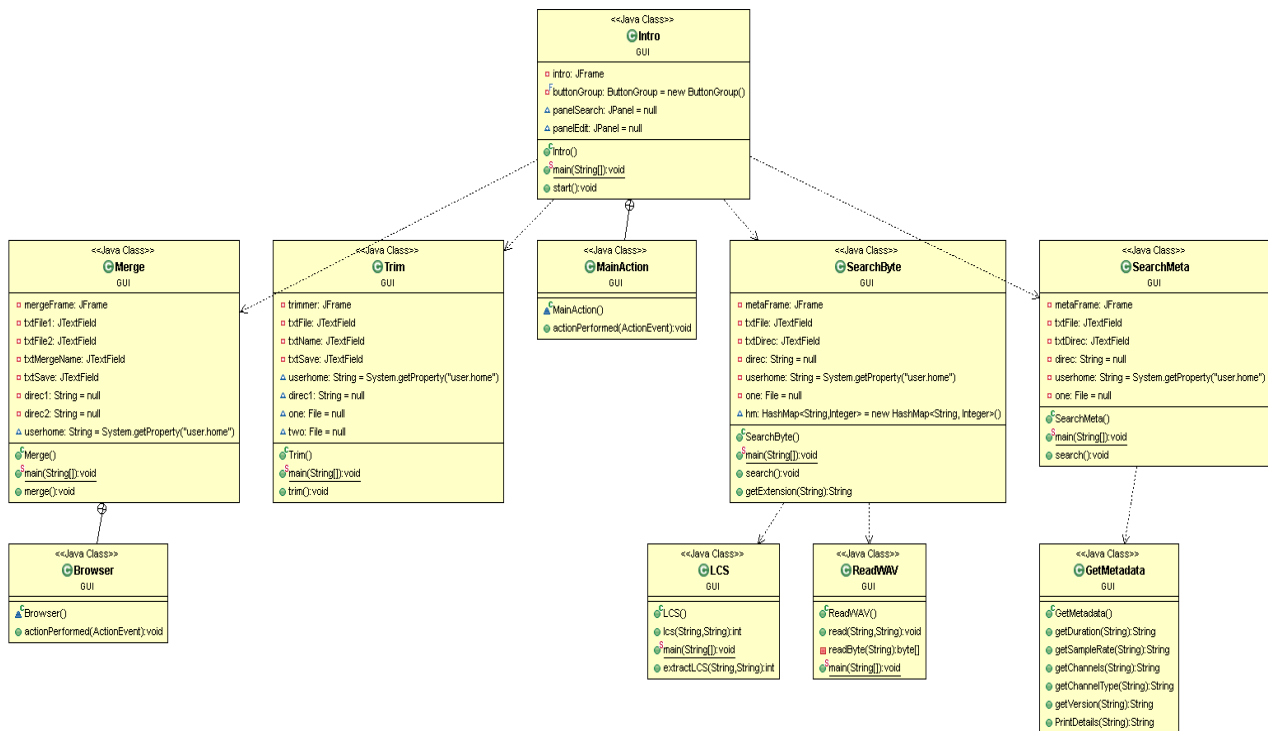 <<Java Class>>
Intro
GUI
intro: JFrame
buttonGroup: ButtonGroup = new ButtonGroup()
panelSearch: JPanel = null
panelEdit: JPanel = null
Intro()
main(String[]):void
start():void
<<Java Class>>
Merge
GUI
mergeFrame: JFrame
txtFile1: JTextField
txtFile2: JTextField
txtMergeName: JTextField
txtSave: JTextField
direc1: String = null
direc2: String = null
userhome: String = System.getProperty("user.home")
Merge()
main(String[]):void
merge():void
<<Java Class>>
Trim
GUI
trimmer: JFrame
txtFile: JTextField
txtName: JTextField
txtSave: JTextField
userhome: String = System.getProperty("user.home")
direc1: String = null
one: File = null
two: File = null
Trim()
main(String[]):void
trim():void
<<Java Class>>
MainAction
GUI
MainAction()
actionPerformed(ActionEvent):void
<<Java Class>>
SearchByte
GUI
metaFrame: JFrame
txtFile: JTextField
txtDirec: JTextField
direc: String = null
userhome: String = System.getProperty("user.home")
one: File = null
hm: HashMap<String,Integer> = new HashMap<String, Integer>()
SearchByte()
main(String[]):void
search():void
getExtension(String):String
<<Java Class>>
SearchMeta
GUI
metaFrame: JFrame
txtFile: JTextField
txtDirec: JTextField
direc: String = null
userhome: String = System.getProperty("user.home")
one: File = null
SearchMeta()
main(String[]):void
search():void
<<Java Class>>
Browser
GUI
Browser()
actionPerformed(ActionEvent):void
<<Java Class>>
LCS
GUI
LCS()
lcs(String,String):int
main(String[]):void
extractLCS(String,String):int
<<Java Class>>
ReadWAV
GUI
ReadWAV()
read(String,String):void
readByte(String):byte[]
main(String[]):void
<<Java Class>>
GetMetadata
GUI
GetMetadata()
getDuration(String):String
getSampleRate(String):String
getChannels(String):String
getChannelType(String):String
getVersion(String):String
PrintDetails(String):String